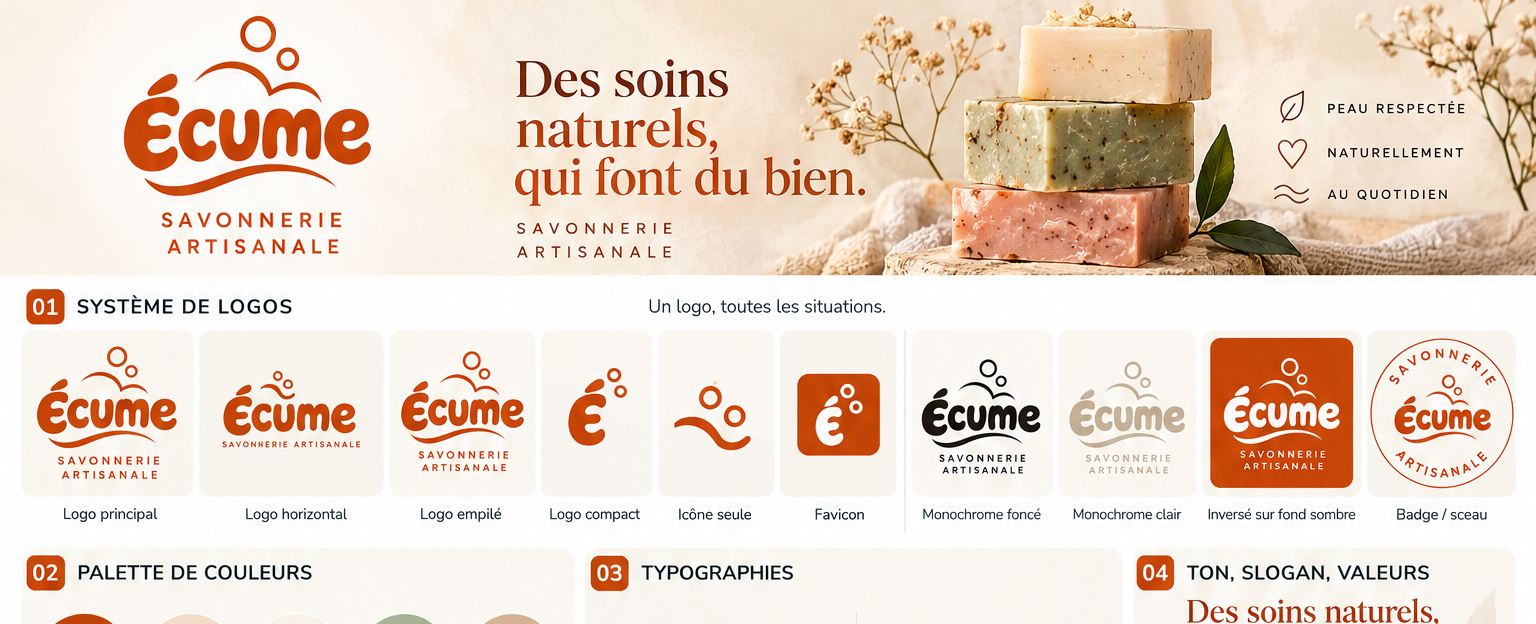 Écume
SAVONNERIE
ARTISANALE
Des soins
naturels,
qui font du bien.
SAVONNERIE
ARTISANALE
PEAU RESPECTÉE
NATURELLEMENT
AU QUOTIDIEN
01 SYSTÈME DE LOGOS
Un logo, toutes les situations.
Écume
SAVONNERIE
ARTISANALE
Logo principal
Écume
SAVONNERIE ARTISANALE
Logo horizontal
Écume
SAVONNERIE
ARTISANALE
Logo empilé
É
Logo compact
Icône seule
É
Favicon
Écume
SAVONNERIE
ARTISANALE
Monochrome foncé
Écume
SAVONNERIE
ARTISANALE
Monochrome clair
Écume
SAVONNERIE
ARTISANALE
Inversé sur fond sombre
SAVONNERIE
Écume
ARTISANALE
Badge / sceau
02 PALETTE DE COULEURS
03 TYPOGRAPHIES
04 TON, SLOGAN, VALEURS
Des soins naturels,